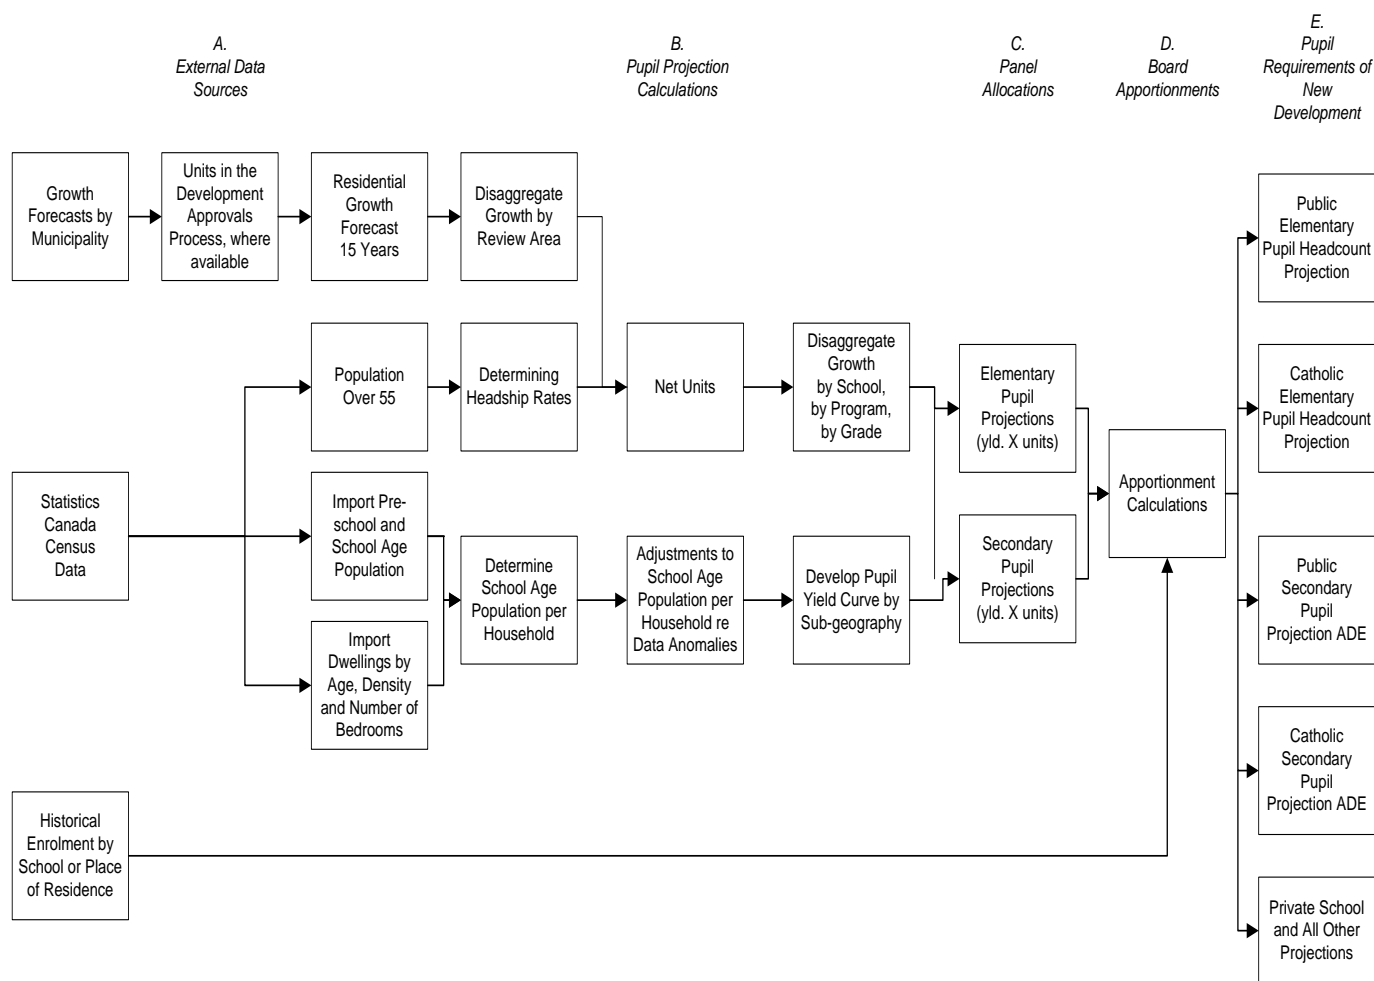 A.
External Data
Sources
B.
Pupil Projection
Calculations
C.
Panel
Allocations
D.
Board
Apportionments
E.
Pupil
Requirements of
New
Development
Growth
Forecasts by
Municipality
Units in the
Development
Approvals
Process, where
available
Residential
Growth
Forecast
15 Years
Disaggregate
Growth by
Review Area
Public
Elementary
Pupil Headcount
Projection
Population
Over 55
Determining
Headship Rates
Net Units
Disaggregate
Growth
by School,
by Program,
by Grade
Elementary
Pupil
Projections
(yld. X units)
Catholic
Elementary
Pupil Headcount
Projection
Statistics
Canada
Census
Data
Import Pre-
school and
School Age
Population
Apportionment
Calculations
Determine
School Age
Population per
Household
Adjustments to
School Age
Population per
Household re
Data Anomalies
Develop Pupil
Yield Curve by
Sub-geography
Secondary
Pupil
Projections
(yld. X units)
Public
Secondary
Pupil
Projection ADE
Import
Dwellings by
Age, Density
and Number of
Bedrooms
Catholic
Secondary
Pupil
Projection ADE
Historical
Enrolment by
School or Place
of Residence
Private School
and All Other
Projections